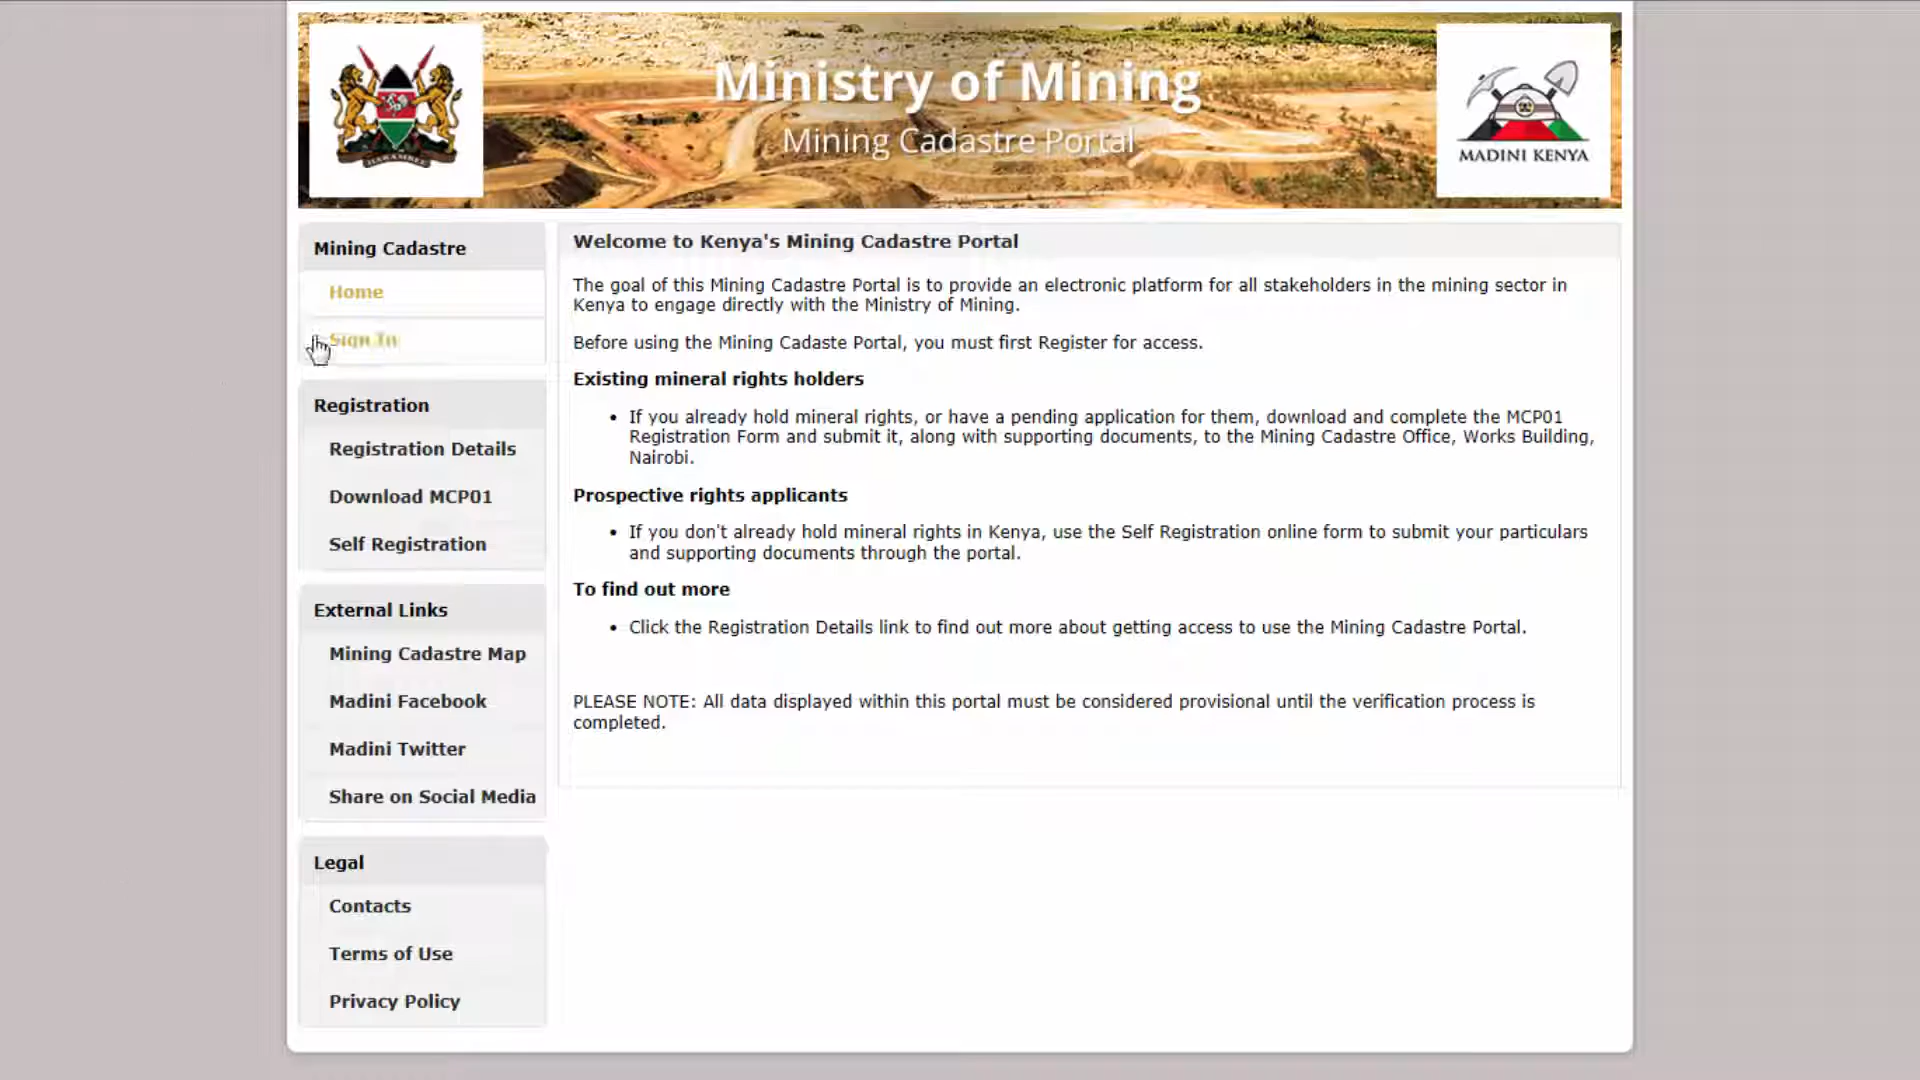 Ministry of Mining
Mining Cadastre Portal
HARAMBEE
MADINI KENYA
Mining Cadastre
Home
Sign In
Registration
Registration Details
Download MCP01
Self Registration
External Links
Mining Cadastre Map
Madini Facebook
Madini Twitter
Share on Social Media
Legal
Contacts
Terms of Use
Privacy Policy
Welcome to Kenya's Mining Cadastre Portal
The goal of this Mining Cadastre Portal is to provide an electronic platform for all stakeholders in the mining sector in
Kenya to engage directly with the Ministry of Mining.
Before using the Mining Cadaste Portal, you must first Register for access.
Existing mineral rights holders
• If you already hold mineral rights, or have a pending application for them, download and complete the MCP01
Registration Form and submit it, along with supporting documents, to the Mining Cadastre Office, Works Building,
Nairobi.
Prospective rights applicants
• If you don't already hold mineral rights in Kenya, use the Self Registration online form to submit your particulars
and supporting documents through the portal.
To find out more
• Click the Registration Details link to find out more about getting access to use the Mining Cadastre Portal.
PLEASE NOTE: All data displayed within this portal must be considered provisional until the verification process is
completed.